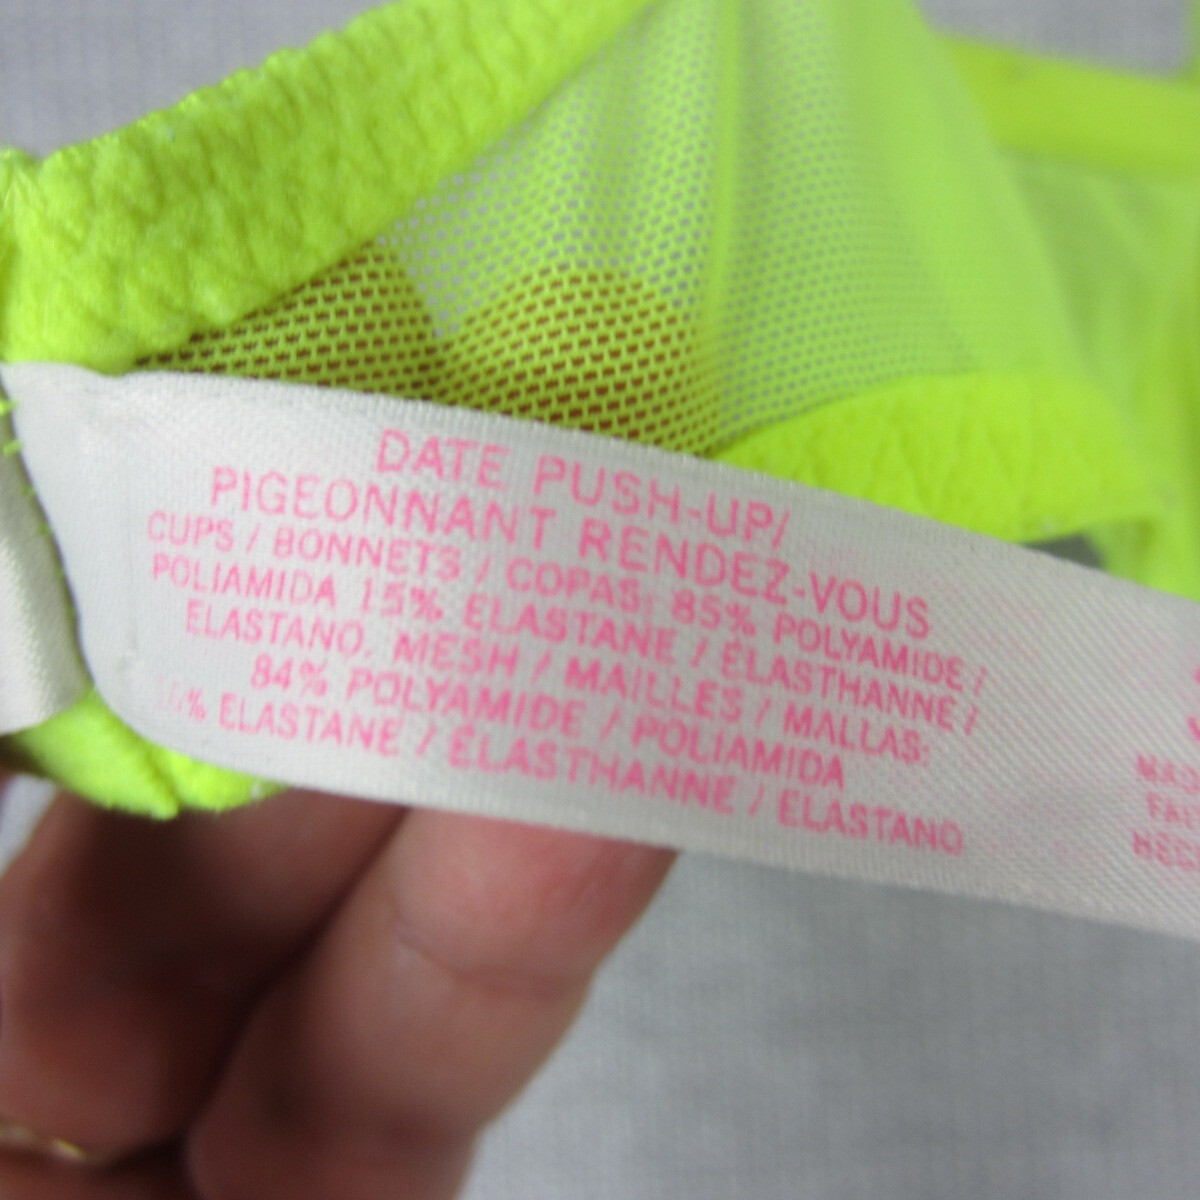 DATE PUSH-UP/
PIGEONNANT RENDEZ-VOUS
CUPS / BONNETS / COPAS: 85% POLYAMIDE /
POLIAMIDA 15% ELASTANE / ÉLASTHANNE /
ELASTANO. MESH / MAILLES / MALLAS:
84% POLYAMIDE / POLIAMIDA
ELASTANE / ÉLASTHANNE / ELASTANO